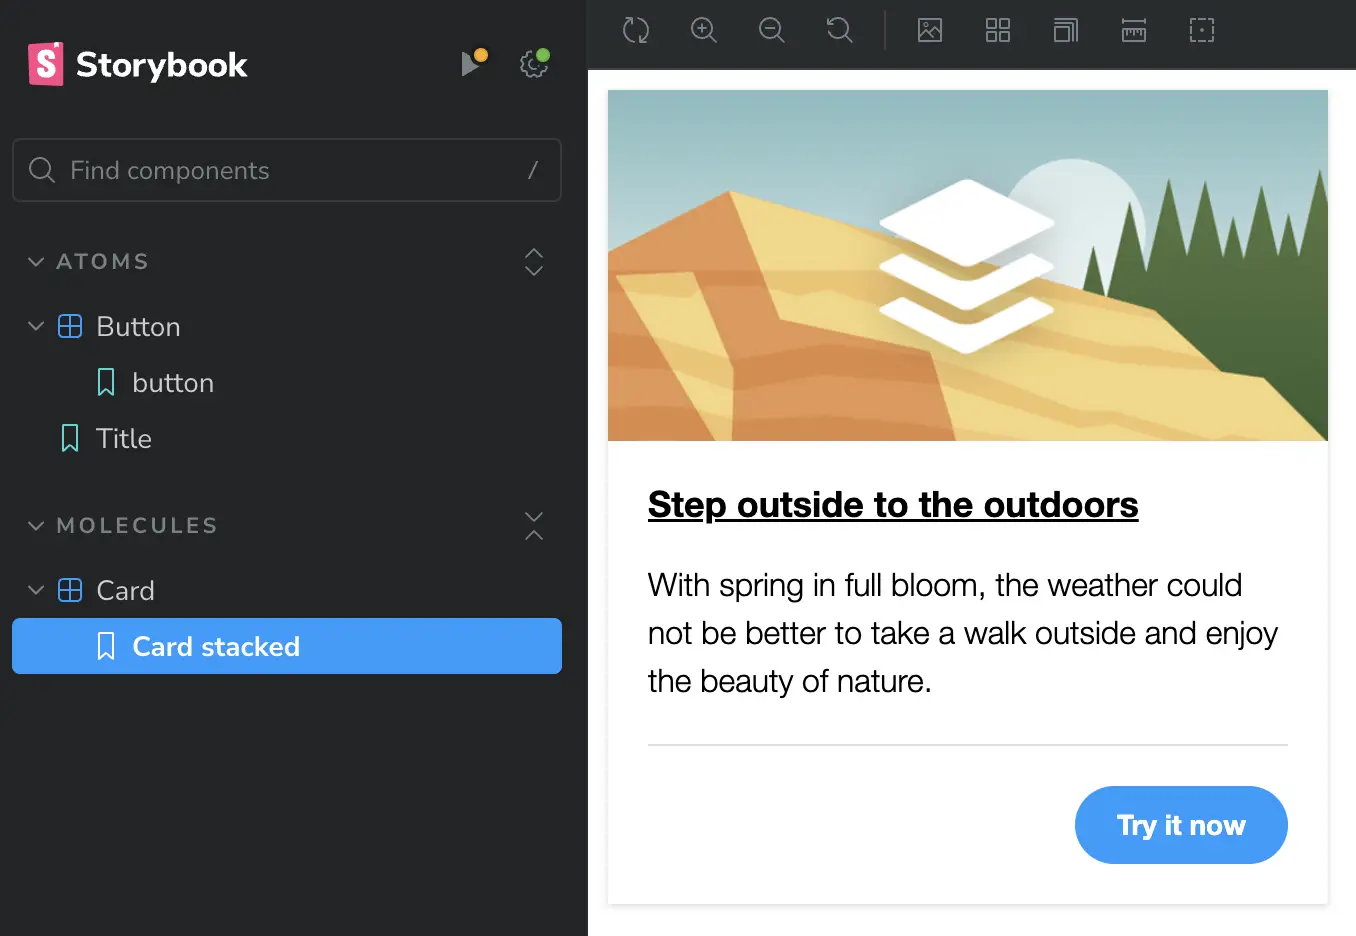 Storybook
Find components /
ATOMS
Button
button
Title
MOLECULES
Card
Card stacked
Step outside to the outdoors
With spring in full bloom, the weather could
not be better to take a walk outside and enjoy
the beauty of nature.
Try it now